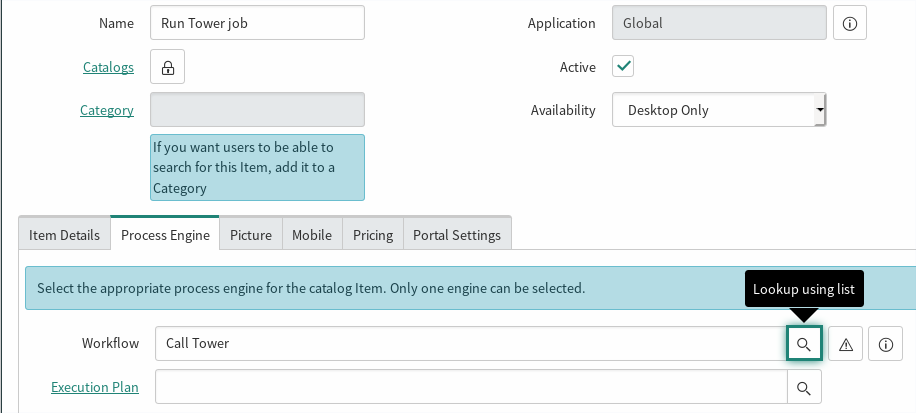 Name Run Tower job Application Global
Catalogs Active
Category Availability Desktop Only
If you want users to be able to
search for this Item, add it to a
Category
Item Details Process Engine Picture Mobile Pricing Portal Settings
Select the appropriate process engine for the catalog Item. Only one engine can be selected.
Lookup using list
Workflow Call Tower
Execution Plan